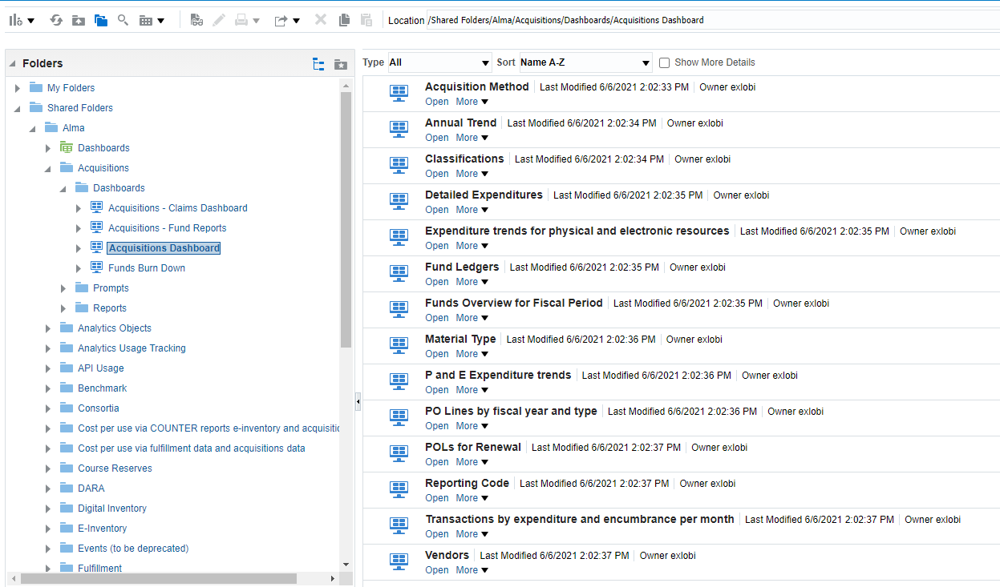 Location /Shared Folders/Alma/Acquisitions/Dashboards/Acquisitions Dashboard
Folders
My Folders
Shared Folders
Alma
Dashboards
Acquisitions
Dashboards
Acquisitions - Claims Dashboard
Acquisitions - Fund Reports
Acquisitions Dashboard
Funds Burn Down
Prompts
Reports
Analytics Objects
Analytics Usage Tracking
API Usage
Benchmark
Consortia
Cost per use via COUNTER reports e-inventory and acquisitic
Cost per use via fulfillment data and acquisitions data
Course Reserves
DARA
Digital Inventory
E-Inventory
Events (to be deprecated)
Fulfillment
Type All Sort Name A-Z Show More Details
Acquisition Method Last Modified 6/6/2021 2:02:33 PM Owner exlobi
Open More
Annual Trend Last Modified 6/6/2021 2:02:34 PM Owner exlobi
Open More
Classifications Last Modified 6/6/2021 2:02:34 PM Owner exlobi
Open More
Detailed Expenditures Last Modified 6/6/2021 2:02:35 PM Owner exlobi
Open More
Expenditure trends for physical and electronic resources Last Modified 6/6/2021 2:02:35 PM Owner exlobi
Open More
Fund Ledgers Last Modified 6/6/2021 2:02:35 PM Owner exlobi
Open More
Funds Overview for Fiscal Period Last Modified 6/6/2021 2:02:35 PM Owner exlobi
Open More
Material Type Last Modified 6/6/2021 2:02:36 PM Owner exlobi
Open More
P and E Expenditure trends Last Modified 6/6/2021 2:02:36 PM Owner exlobi
Open More
PO Lines by fiscal year and type Last Modified 6/6/2021 2:02:36 PM Owner exlobi
Open More
POLs for Renewal Last Modified 6/6/2021 2:02:37 PM Owner exlobi
Open More
Reporting Code Last Modified 6/6/2021 2:02:37 PM Owner exlobi
Open More
Transactions by expenditure and encumbrance per month Last Modified 6/6/2021 2:02:37 PM Owner exlobi
Open More
Vendors Last Modified 6/6/2021 2:02:37 PM Owner exlobi
Open More